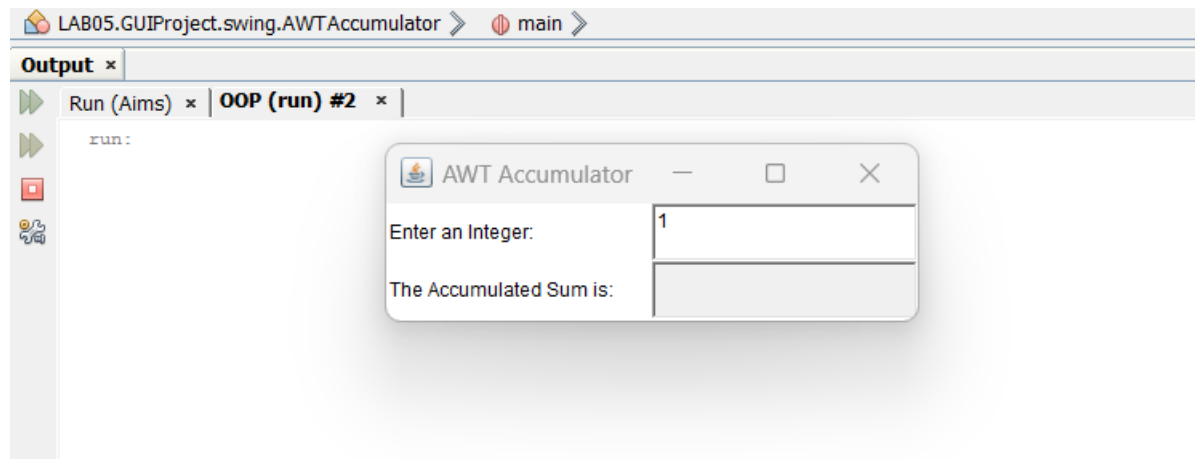 LAB05.GUIProject.swing.AWTAccumulator main
Output
Run (Aims) OOP (run) #2
run:
AWT Accumulator
Enter an Integer: 1
The Accumulated Sum is: